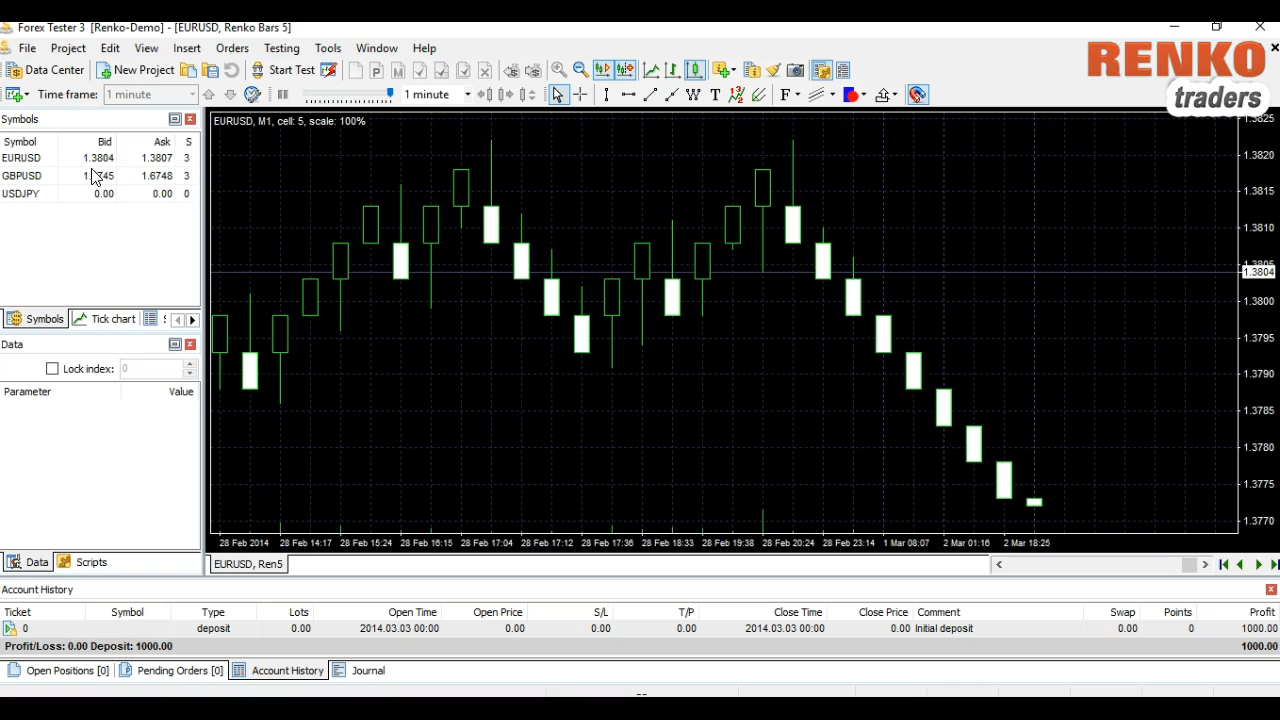 Forex Tester 3 [Renko-Demo] - [EURUSD, Renko Bars 5]
File Project Edit View Insert Orders Testing Tools Window Help
RENKO
traders
Data Center New Project Start Test
Time frame: 1 minute 1 minute
Symbols
Symbol Bid Ask S
EURUSD 1.3804 1.3807 3
GBPUSD 1.6748 3
USDJPY 0.00 0.00 0
Symbols Tick chart
Data
Lock index: 0
Parameter Value
Data Scripts
EURUSD, M1, cell: 5, scale: 100%
1.3825
1.3820
1.3815
1.3810
1.3805
1.3804
1.3800
1.3795
1.3790
1.3785
1.3780
1.3775
1.3770
28 Feb 2014 28 Feb 14:17 28 Feb 15:24 28 Feb 16:15 28 Feb 17:04 28 Feb 17:12 28 Feb 17:36 28 Feb 18:33 28 Feb 19:38 28 Feb 20:24 28 Feb 23:14 1 Mar 08:07 2 Mar 01:16 2 Mar 18:25
EURUSD, Ren5
Account History
Ticket Symbol Type Lots Open Time Open Price S/L T/P Close Time Close Price Comment Swap Points Profit
0 deposit 0.00 2014.03.03 00:00 0.00 0.00 0.00 2014.03.03 00:00 0.00 Initial deposit 0.00 0 1000.00
Profit/Loss: 0.00 Deposit: 1000.00 1000.00
Open Positions [0] Pending Orders [0] Account History Journal